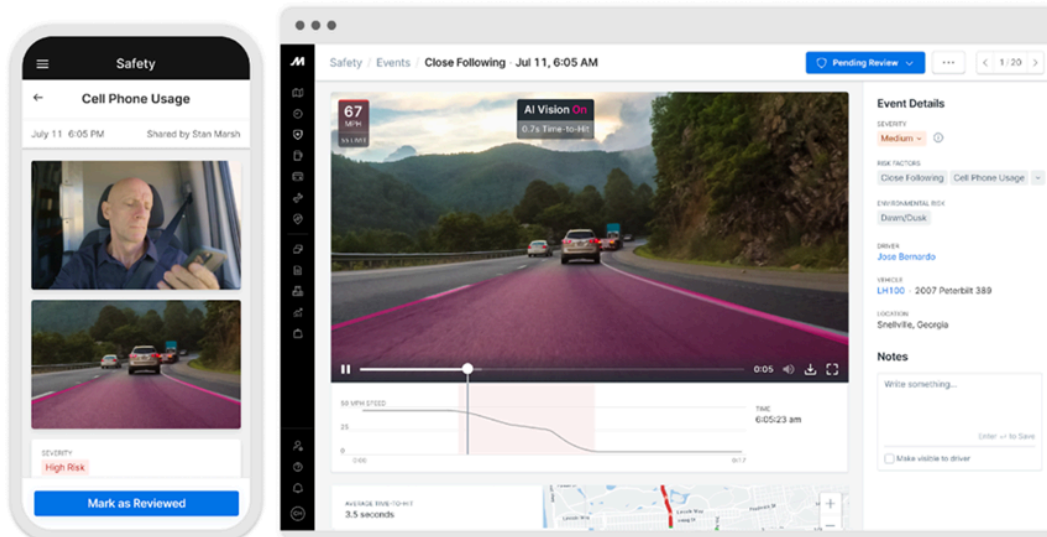 Safety
Cell Phone Usage
July 11 6:05 PM
Shared by Stan Marsh
SEVERITY
High Risk
Mark as Reviewed
Safety / Events / Close Following · Jul 11, 6:05 AM
Pending Review
1 / 20
67
MPH
AI Vision On
0.7s Time-to-Hit
0:05
50 MPH SPEED
25
0
0:00
0:17
TIME
6:05:23 am
AVERAGE TIME-TO-HIT
3.5 seconds
Event Details
SEVERITY
Medium
RISK FACTORS
Close Following
Cell Phone Usage
ENVIRONMENTAL RISK
Dawn/Dusk
DRIVER
Jose Bernardo
VEHICLE
LH100 · 2007 Peterbilt 389
LOCATION
Snellville, Georgia
Notes
Write something...
Enter ↵ to Save
Make visible to driver